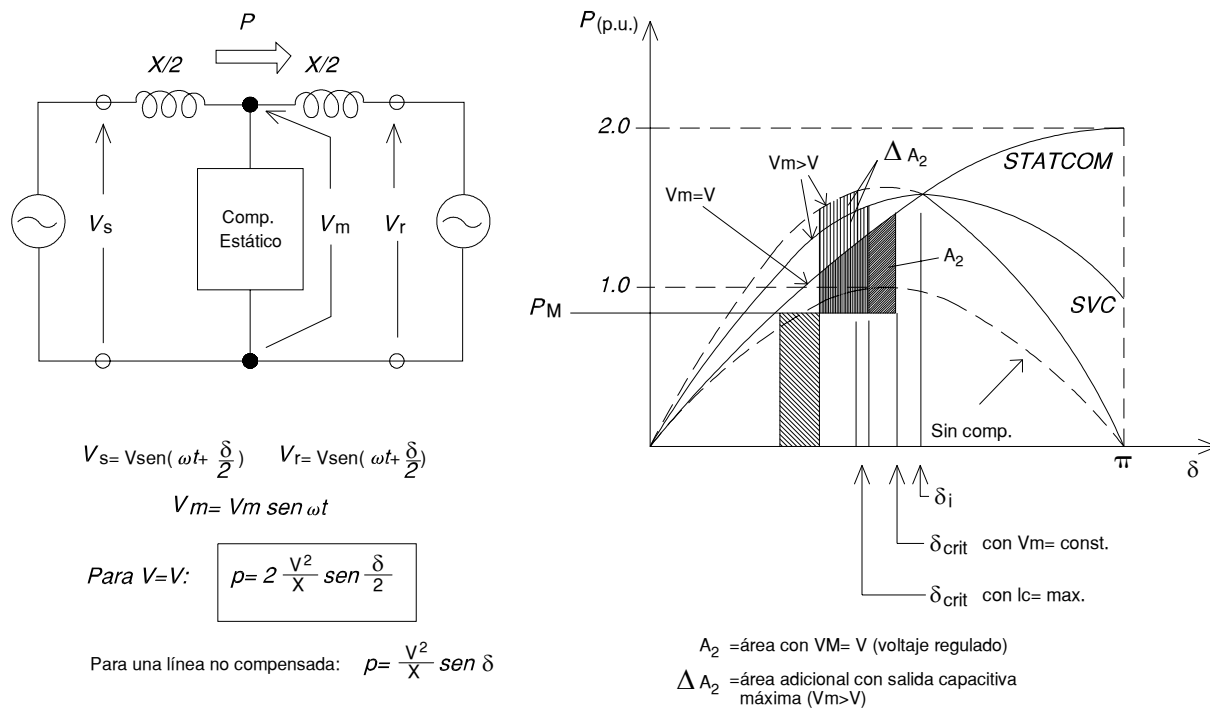 P
X/2
X/2
Vs
Comp.
Estático
Vm
Vr
Vs= Vsen( ωt+ δ/2 )
Vr= Vsen( ωt+ δ/2)
Vm= Vm sen ωt
Para V=V:
p= 2 V²/X sen δ/2
Para una línea no compensada: p= V²/X sen δ
P(p.u.)
2.0
STATCOM
Vm>V
Δ A2
Vm=V
A2
1.0
PM
SVC
Sin comp.
π
δ
δi
δcrit con Vm= const.
δcrit con Ic= max.
A2 =área con VM= V (voltaje regulado)
Δ A2 =área adicional con salida capacitiva
máxima (Vm>V)